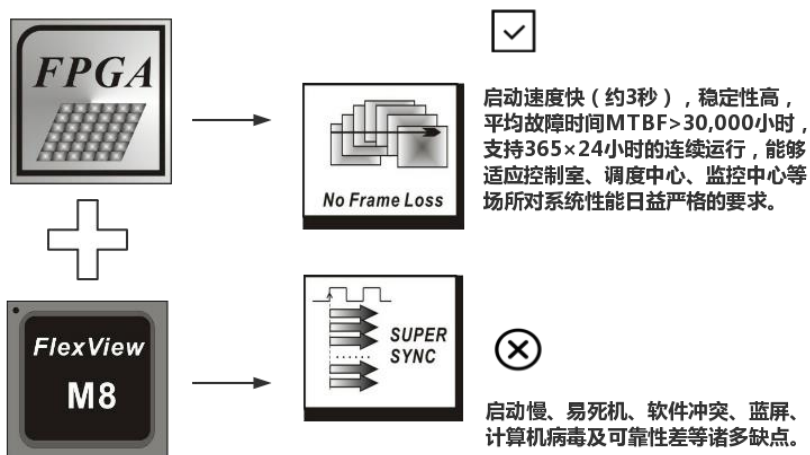 FPGA
No Frame Loss
启动速度快（约3秒），稳定性高，
平均故障时间MTBF>30,000小时，
支持365×24小时的连续运行，能够
适应控制室、调度中心、监控中心等
场所对系统性能日益严格的要求。
FlexView
M8
SUPER
SYNC
启动慢、易死机、软件冲突、蓝屏、
计算机病毒及可靠性差等诸多缺点。